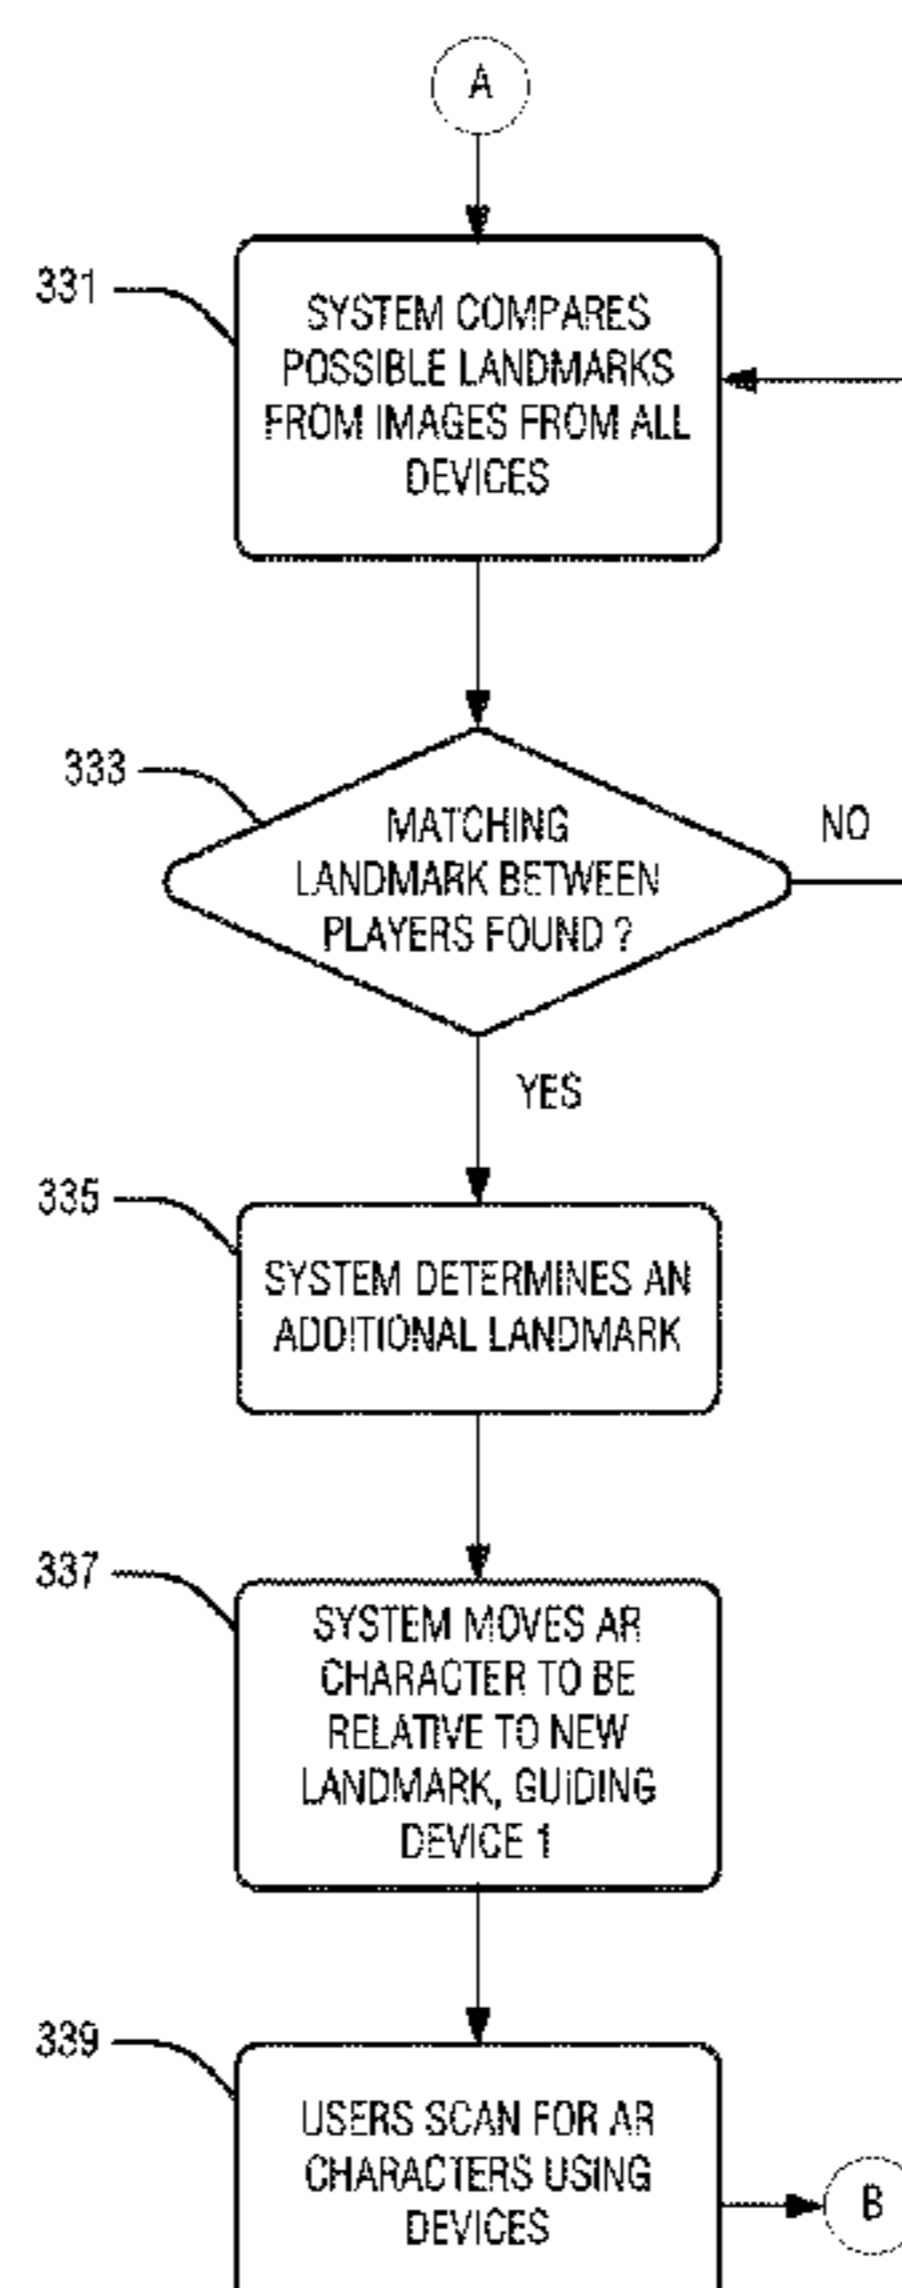 A
331
SYSTEM COMPARES
POSSIBLE LANDMARKS
FROM IMAGES FROM ALL
DEVICES
333
MATCHING
LANDMARK BETWEEN
PLAYERS FOUND ?
NO
YES
335
SYSTEM DETERMINES AN
ADDITIONAL LANDMARK
337
SYSTEM MOVES AR
CHARACTER TO BE
RELATIVE TO NEW
LANDMARK, GUIDING
DEVICE 1
339
USERS SCAN FOR AR
CHARACTERS USING
DEVICES
B